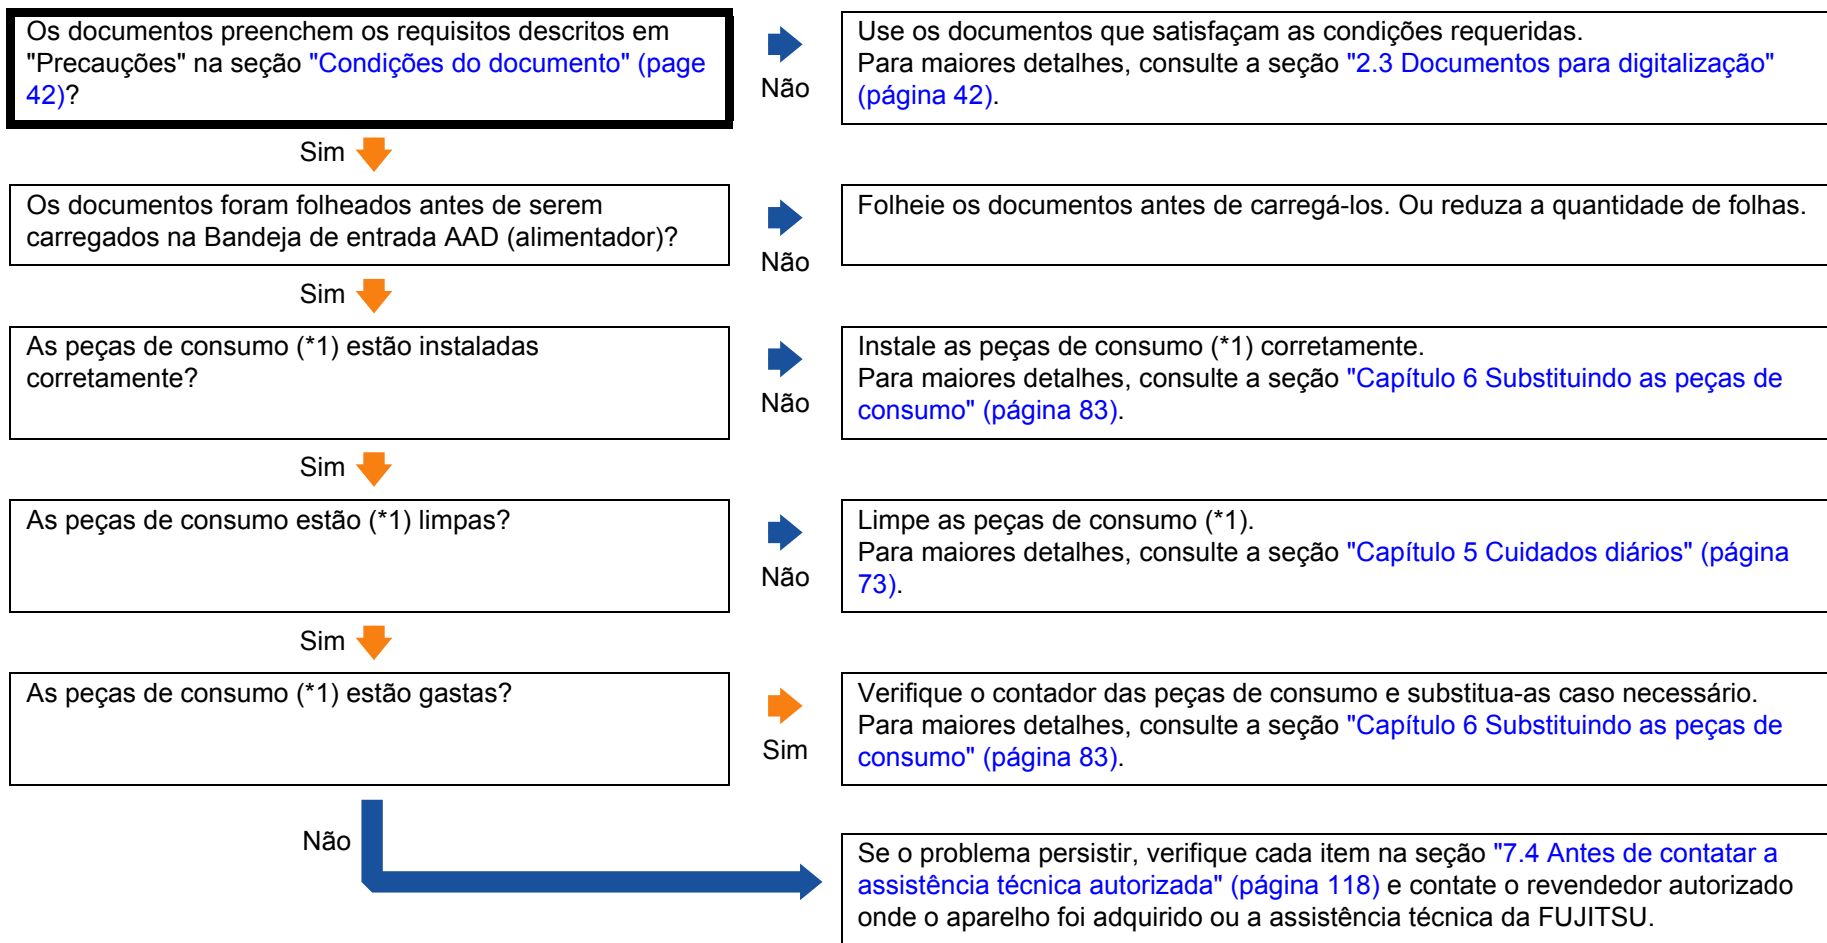 Os documentos preenchem os requisitos descritos em
"Precauções" na seção "Condições do documento" (page
42)?
Não
Use os documentos que satisfaçam as condições requeridas.
Para maiores detalhes, consulte a seção "2.3 Documentos para digitalização"
(página 42).
Sim
Os documentos foram folheados antes de serem
carregados na Bandeja de entrada AAD (alimentador)?
Não
Folheie os documentos antes de carregá-los. Ou reduza a quantidade de folhas.
Sim
As peças de consumo (*1) estão instaladas
corretamente?
Não
Instale as peças de consumo (*1) corretamente.
Para maiores detalhes, consulte a seção "Capítulo 6 Substituindo as peças de
consumo" (página 83).
Sim
As peças de consumo estão (*1) limpas?
Não
Limpe as peças de consumo (*1).
Para maiores detalhes, consulte a seção "Capítulo 5 Cuidados diários" (página
73).
Sim
As peças de consumo (*1) estão gastas?
Sim
Verifique o contador das peças de consumo e substitua-as caso necessário.
Para maiores detalhes, consulte a seção "Capítulo 6 Substituindo as peças de
consumo" (página 83).
Não
Se o problema persistir, verifique cada item na seção "7.4 Antes de contatar a
assistência técnica autorizada" (página 118) e contate o revendedor autorizado
onde o aparelho foi adquirido ou a assistência técnica da FUJITSU.